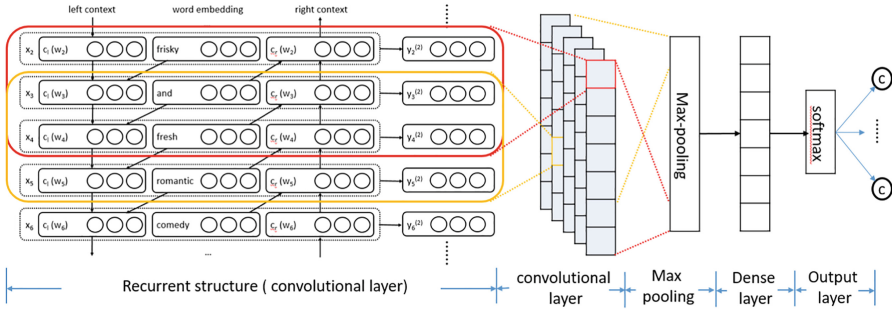 left context word embedding right context
x2 cl (w2) frisky cr (w2) y2(2)
x3 cl (w3) and cr (w3) y3(2)
x4 cl (w4) fresh cr (w4) y4(2)
x5 cl (w5) romantic cr (w5) y5(2)
x6 cl (w6) comedy cr (w6) y6(2)
...
Max-pooling
softmax
c
c
Recurrent structure ( convolutional layer)
convolutional
layer
Max
pooling
Dense
layer
Output
layer